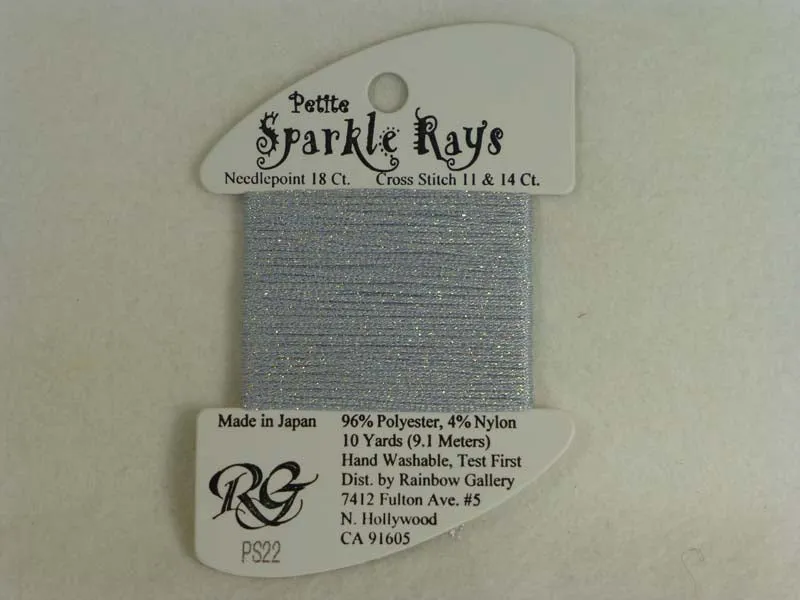 Petite
Sparkle Rays
Needlepoint 18 Ct. Cross Stitch 11 & 14 Ct.
Made in Japan
RG
PS22
96% Polyester, 4% Nylon
10 Yards (9.1 Meters)
Hand Washable, Test First
Dist. by Rainbow Gallery
7412 Fulton Ave. #5
N. Hollywood
CA 91605